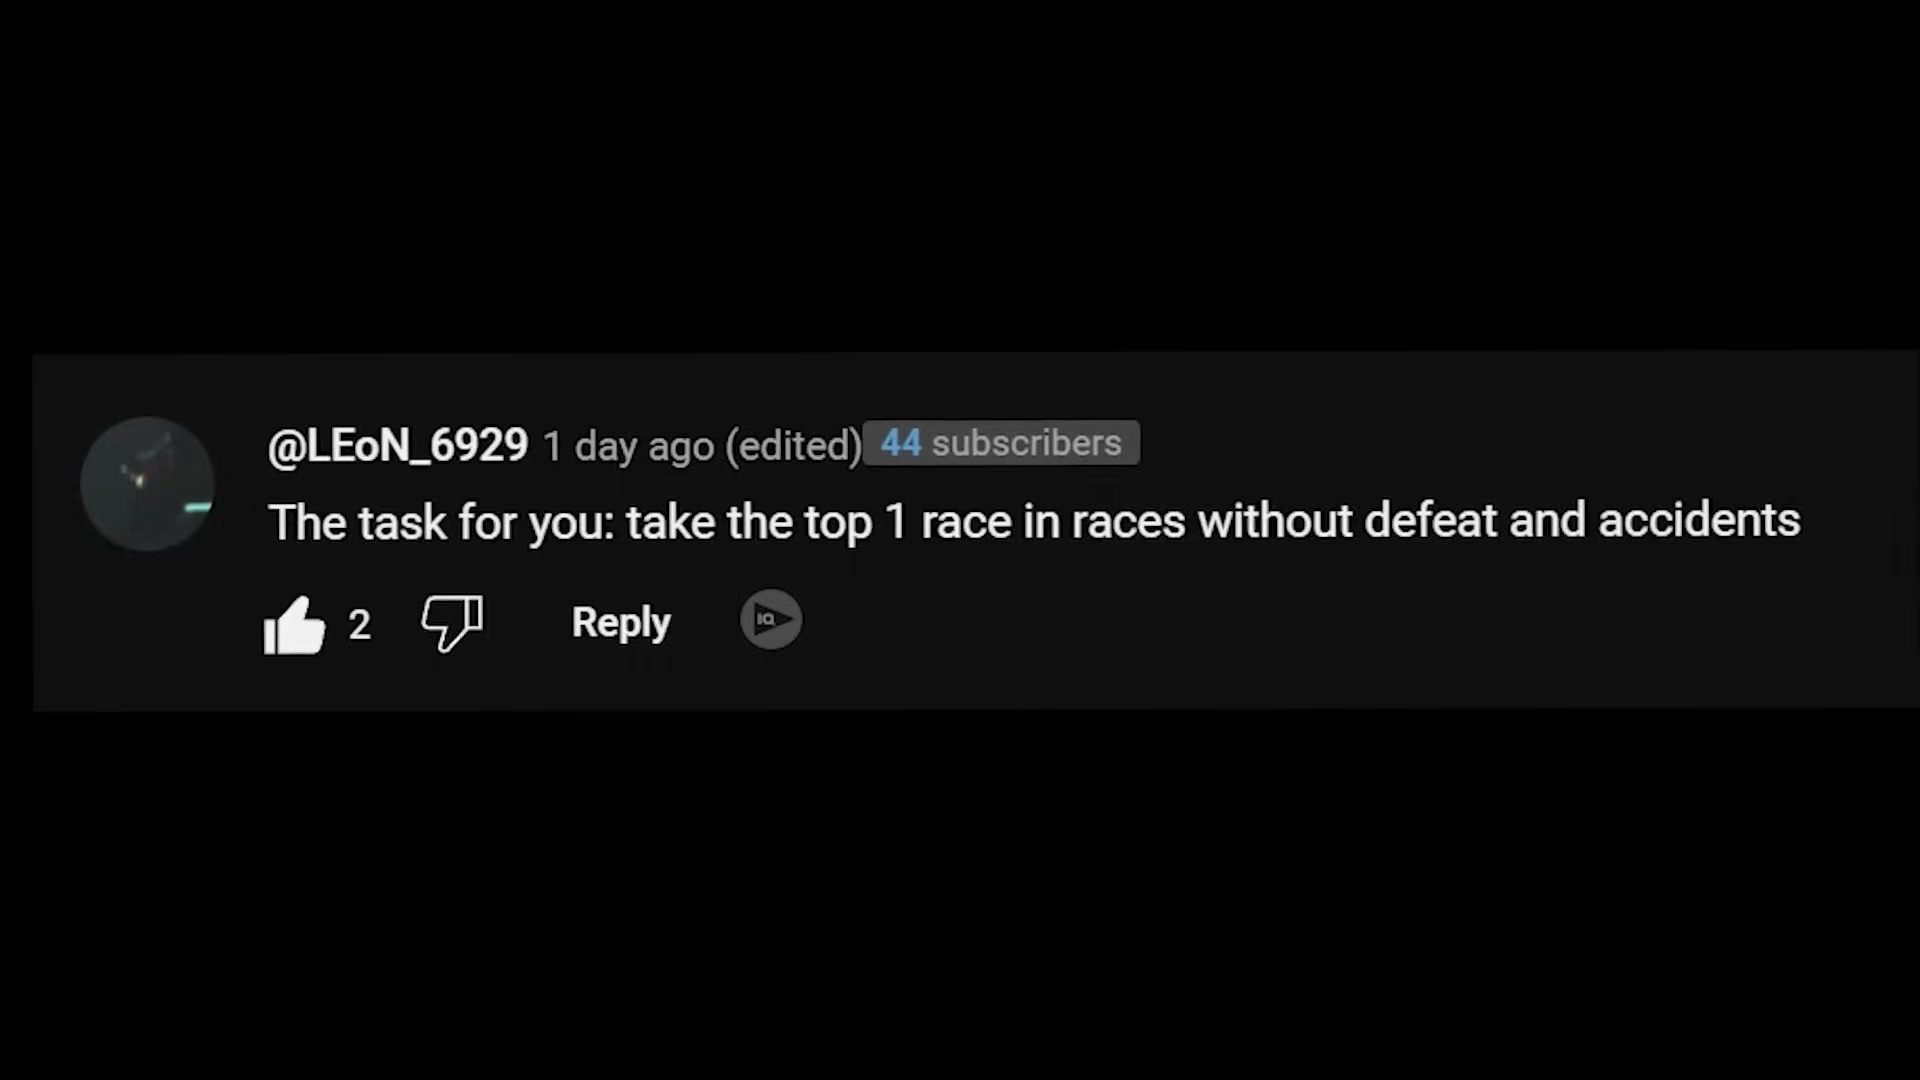 @LEoN_6929 1 day ago (edited) 44 subscribers
The task for you: take the top 1 race in races without defeat and accidents
2 Reply IQ